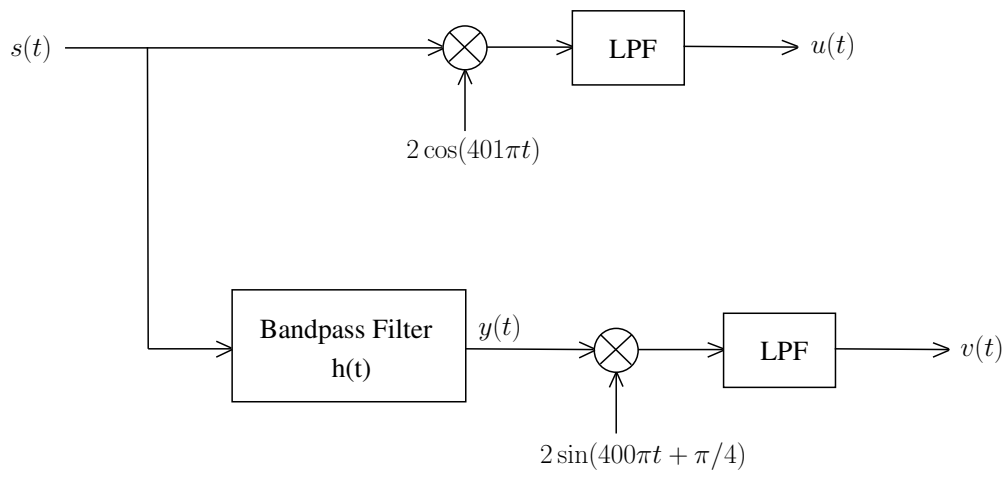 s(t)
LPF
u(t)
2 cos(401πt)
Bandpass Filter
h(t)
y(t)
LPF
v(t)
2 sin(400πt + π/4)